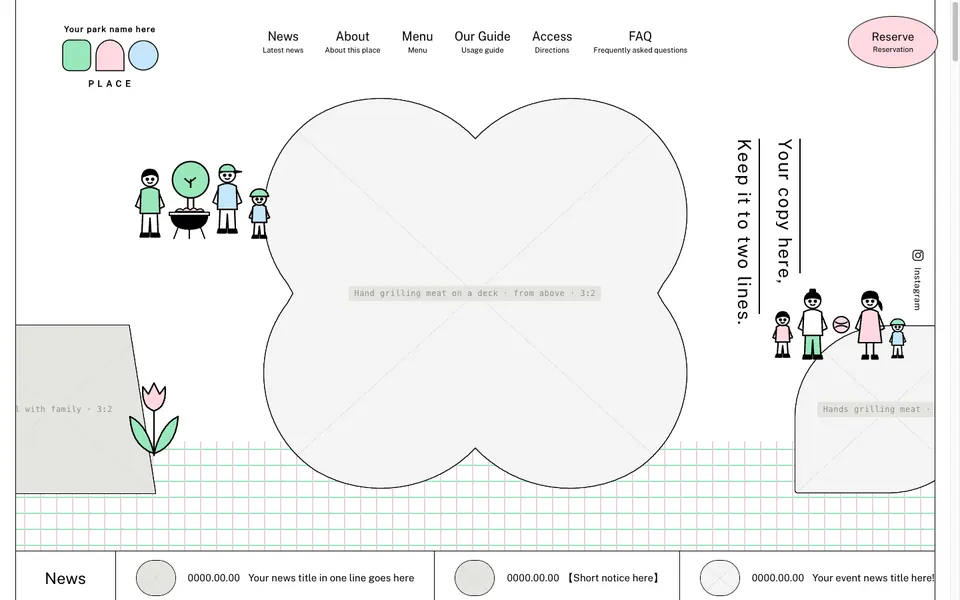 Your park name here
PLACE
News
Latest news
About
About this place
Menu
Menu
Our Guide
Usage guide
Access
Directions
FAQ
Frequently asked questions
Reserve
Reservation
Your copy here,
Keep it to two lines.
Instagram
Hand grilling meat on a deck · from above · 3:2
l with family · 3:2
Hands grilling meat ·
News
0000.00.00 Your news title in one line goes here
0000.00.00 【Short notice here】
0000.00.00 Your event news title here!